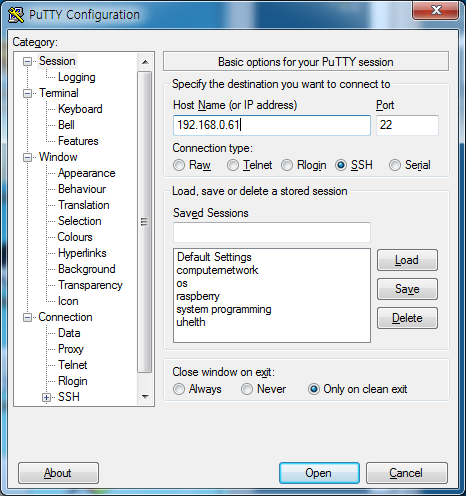 PuTTY Configuration
Category:
Session
Logging
Terminal
Keyboard
Bell
Features
Window
Appearance
Behaviour
Translation
Selection
Colours
Hyperlinks
Background
Transparency
Icon
Connection
Data
Proxy
Telnet
Rlogin
SSH
Basic options for your PuTTY session
Specify the destination you want to connect to
Host Name (or IP address) Port
192.168.0.61 22
Connection type:
Raw Telnet Rlogin SSH Serial
Load, save or delete a stored session
Saved Sessions
Default Settings
computernetwork
os
raspberry
system programming
uhelth
Load
Save
Delete
Close window on exit:
Always Never Only on clean exit
About Open Cancel